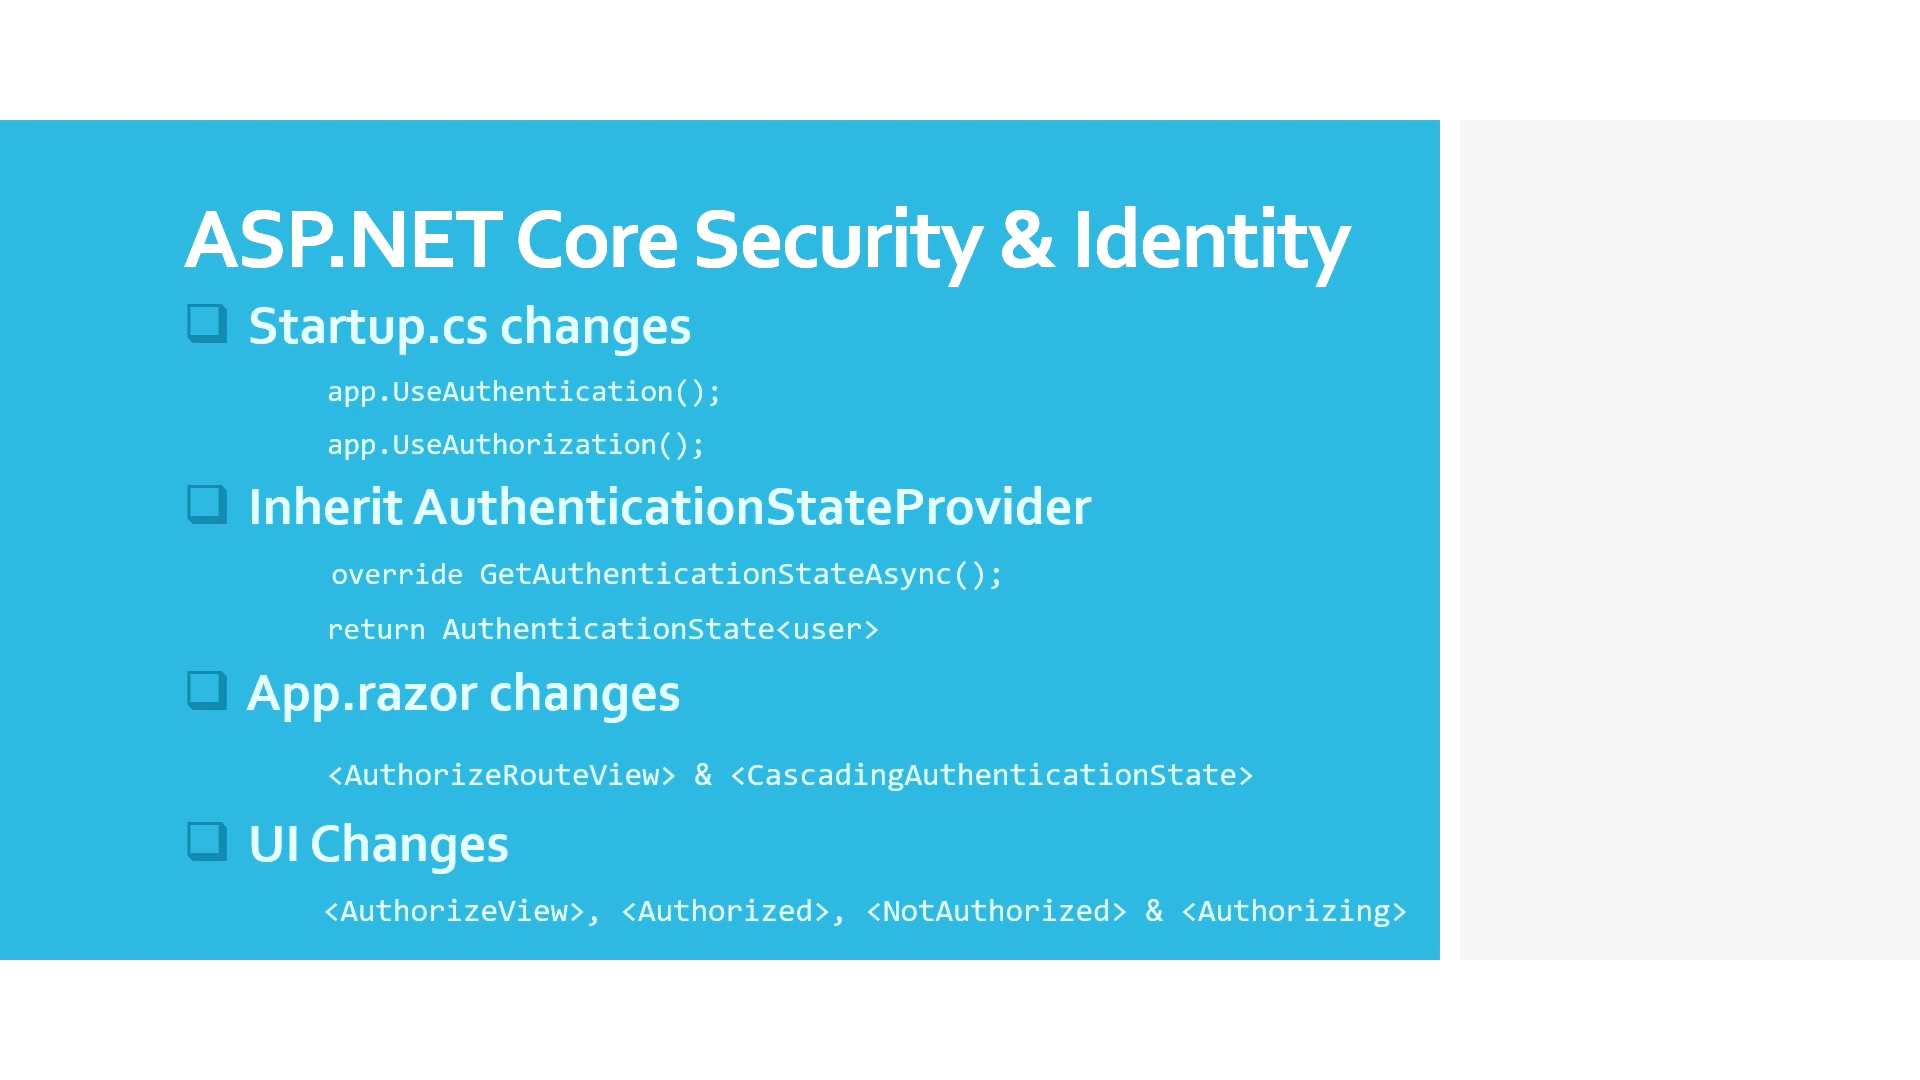 ASP.NET Core Security & Identity
Startup.cs changes
app.UseAuthentication();
app.UseAuthorization();
Inherit AuthenticationStateProvider
override GetAuthenticationStateAsync();
return AuthenticationState<user>
App.razor changes
<AuthorizeRouteView> & <CascadingAuthenticationState>
UI Changes
<AuthorizeView>, <Authorized>, <NotAuthorized> & <Authorizing>